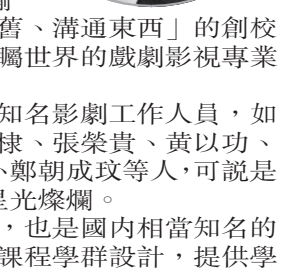 舊、溝通東西」的創校
屬世界的戲劇影視專業
知名影劇工作人員，如
棣、張榮貴、黃以功、
、鄭朝成玟等人，可說是
星光燦爛。
，也是國內相當知名的
課程學群設計，提供學